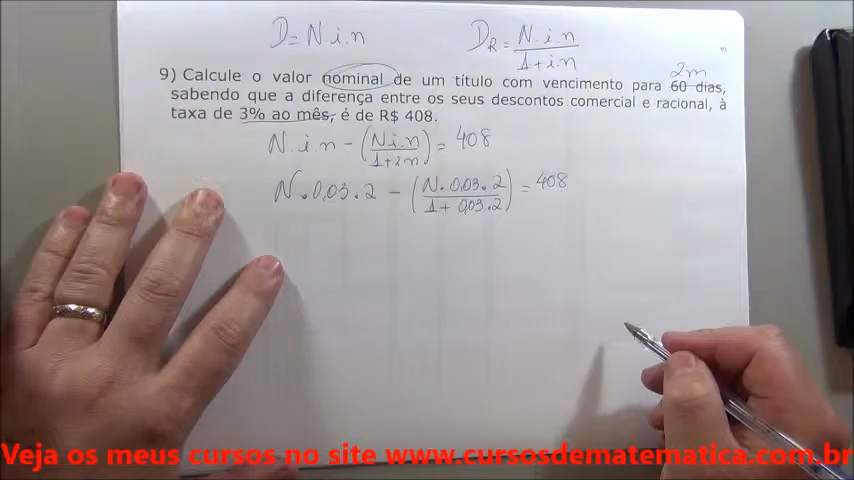 D = N.i.n
D_R = N.i.n / 1+i.n
2m
9) Calcule o valor nominal de um título com vencimento para 60 dias,
sabendo que a diferença entre os seus descontos comercial e racional, à
taxa de 3% ao mês, é de R$ 408.
N.i n - (N.i.n / 1+in) = 408
N.0,03.2 - (N.0,03.2 / 1+0,03.2) = 408
Veja os meus cursos no site www.cursosdematematica.com.br